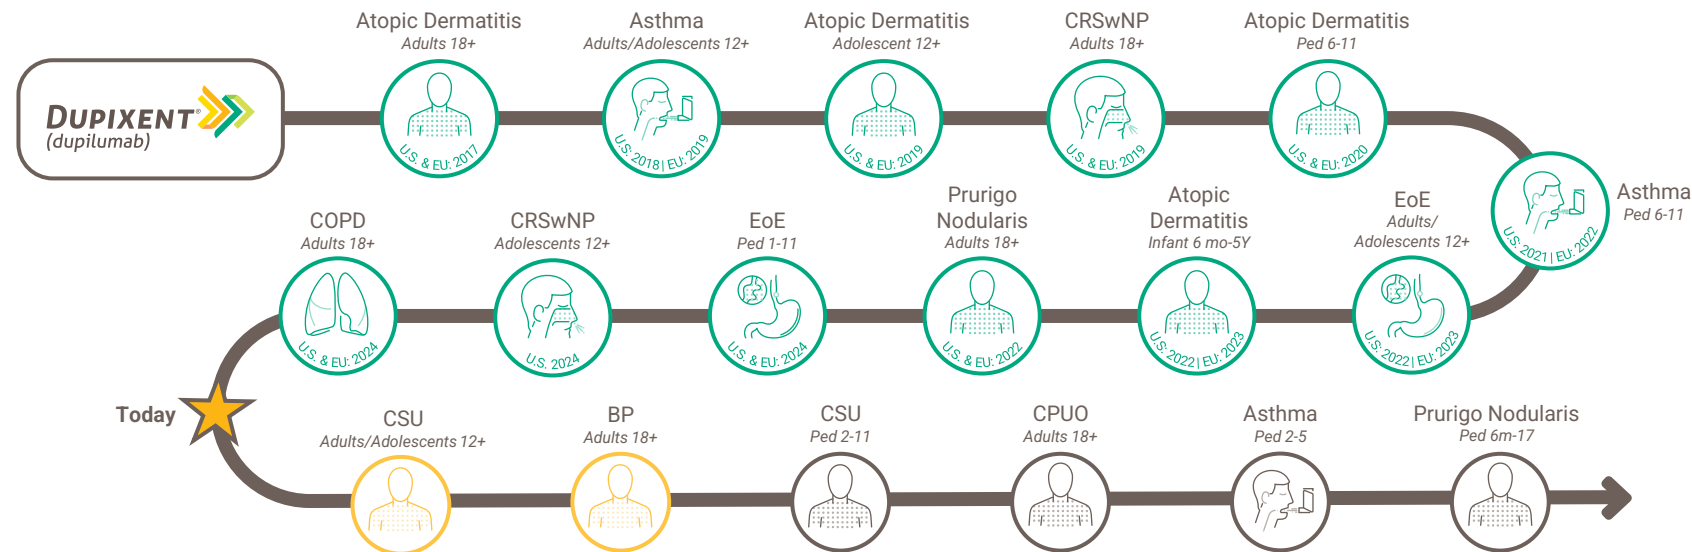 DUPIXENT®
(dupilumab)
Atopic Dermatitis
Adults 18+
U.S. & EU: 2017
Asthma
Adults/Adolescents 12+
U.S: 2018 | EU: 2019
Atopic Dermatitis
Adolescent 12+
U.S. & EU: 2019
CRSwNP
Adults 18+
U.S. & EU: 2019
Atopic Dermatitis
Ped 6-11
U.S. & EU: 2020
Asthma
Ped 6-11
U.S: 2021 | EU: 2022
EoE
Adults/
Adolescents 12+
U.S: 2022 | EU: 2023
Atopic
Dermatitis
Infant 6 mo-5Y
U.S: 2022 | EU: 2023
Prurigo
Nodularis
Adults 18+
U.S. & EU: 2022
EoE
Ped 1-11
U.S. & EU: 2024
CRSwNP
Adolescents 12+
U.S. 2024
COPD
Adults 18+
U.S. & EU: 2024
Today
CSU
Adults/Adolescents 12+
BP
Adults 18+
CSU
Ped 2-11
CPUO
Adults 18+
Asthma
Ped 2-5
Prurigo Nodularis
Ped 6m-17